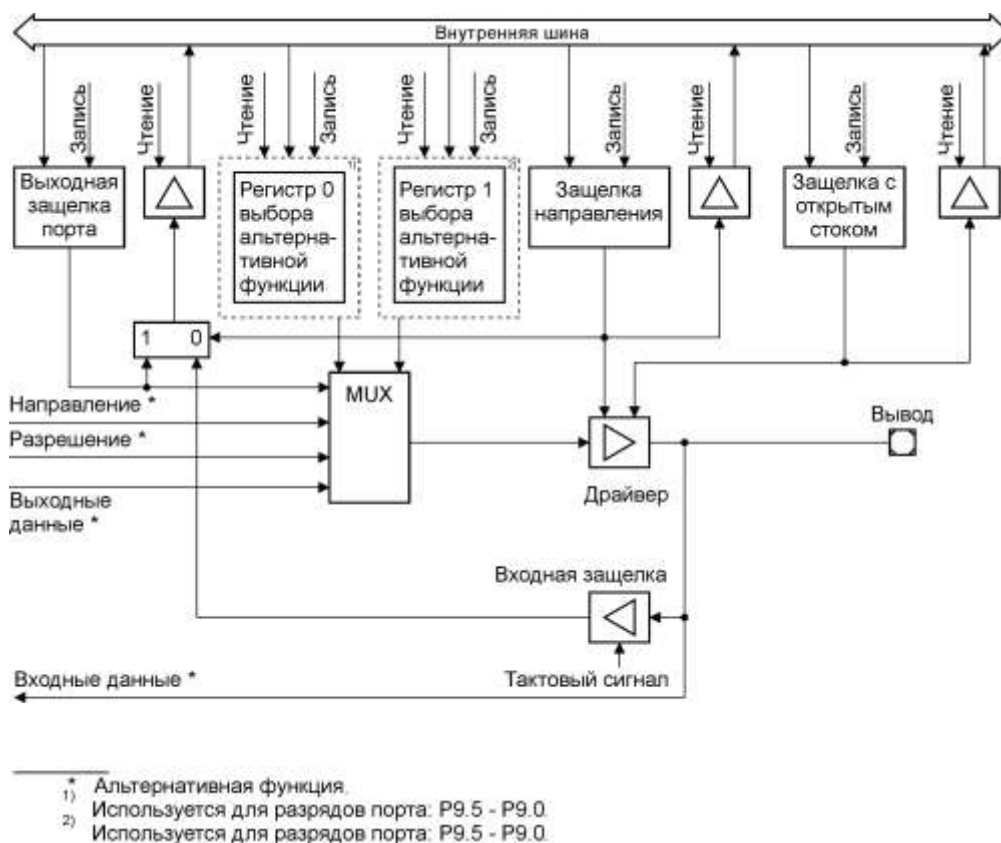 Внутренняя шина
Запись
Чтение
Чтение
Запись
Чтение
Запись
Запись
Чтение
Запись
Чтение
Выходная
защелка
порта
1)
Регистр 0
выбора
альтерна-
тивной
функции
2)
Регистр 1
выбора
альтерна-
тивной
функции
Защелка
направления
Защелка с
открытым
стоком
1 0
MUX
Направление *
Разрешение *
Выходные
данные *
Драйвер
Вывод
Входная защелка
Тактовый сигнал
Входные данные *
* Альтернативная функция.
1) Используется для разрядов порта: P9.5 - P9.0.
2) Используется для разрядов порта: P9.5 - P9.0.